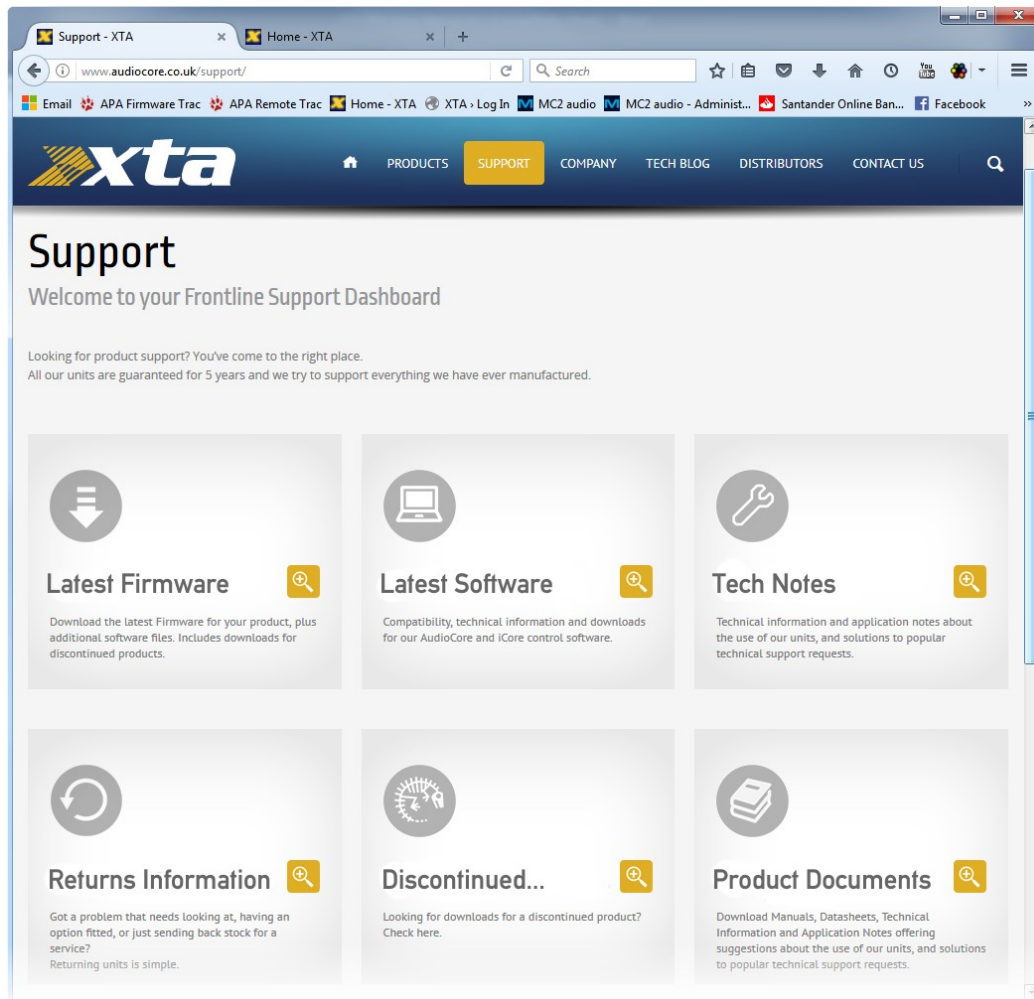 Support - XTA
Home - XTA
www.audiocore.co.uk/support/
Search
You Tube
Email
APA Firmware Trac
APA Remote Trac
Home - XTA
XTA › Log In
MC2 audio
MC2 audio - Administ...
Santander Online Ban...
Facebook
xta
PRODUCTS
SUPPORT
COMPANY
TECH BLOG
DISTRIBUTORS
CONTACT US
Support
Welcome to your Frontline Support Dashboard
Looking for product support? You've come to the right place.
All our units are guaranteed for 5 years and we try to support everything we have ever manufactured.
Latest Firmware
Download the latest Firmware for your product, plus
additional software files. Includes downloads for
discontinued products.
Latest Software
Compatibility, technical information and downloads
for our AudioCore and iCore control software.
Tech Notes
Technical information and application notes about
the use of our units, and solutions to popular
technical support requests.
Returns Information
Got a problem that needs looking at, having an
option fitted, or just sending back stock for a
service?
Returning units is simple.
Discontinued...
Looking for downloads for a discontinued product?
Check here.
Product Documents
Download Manuals, Datasheets, Technical
Information and Application Notes offering
suggestions about the use of our units, and solutions
to popular technical support requests.